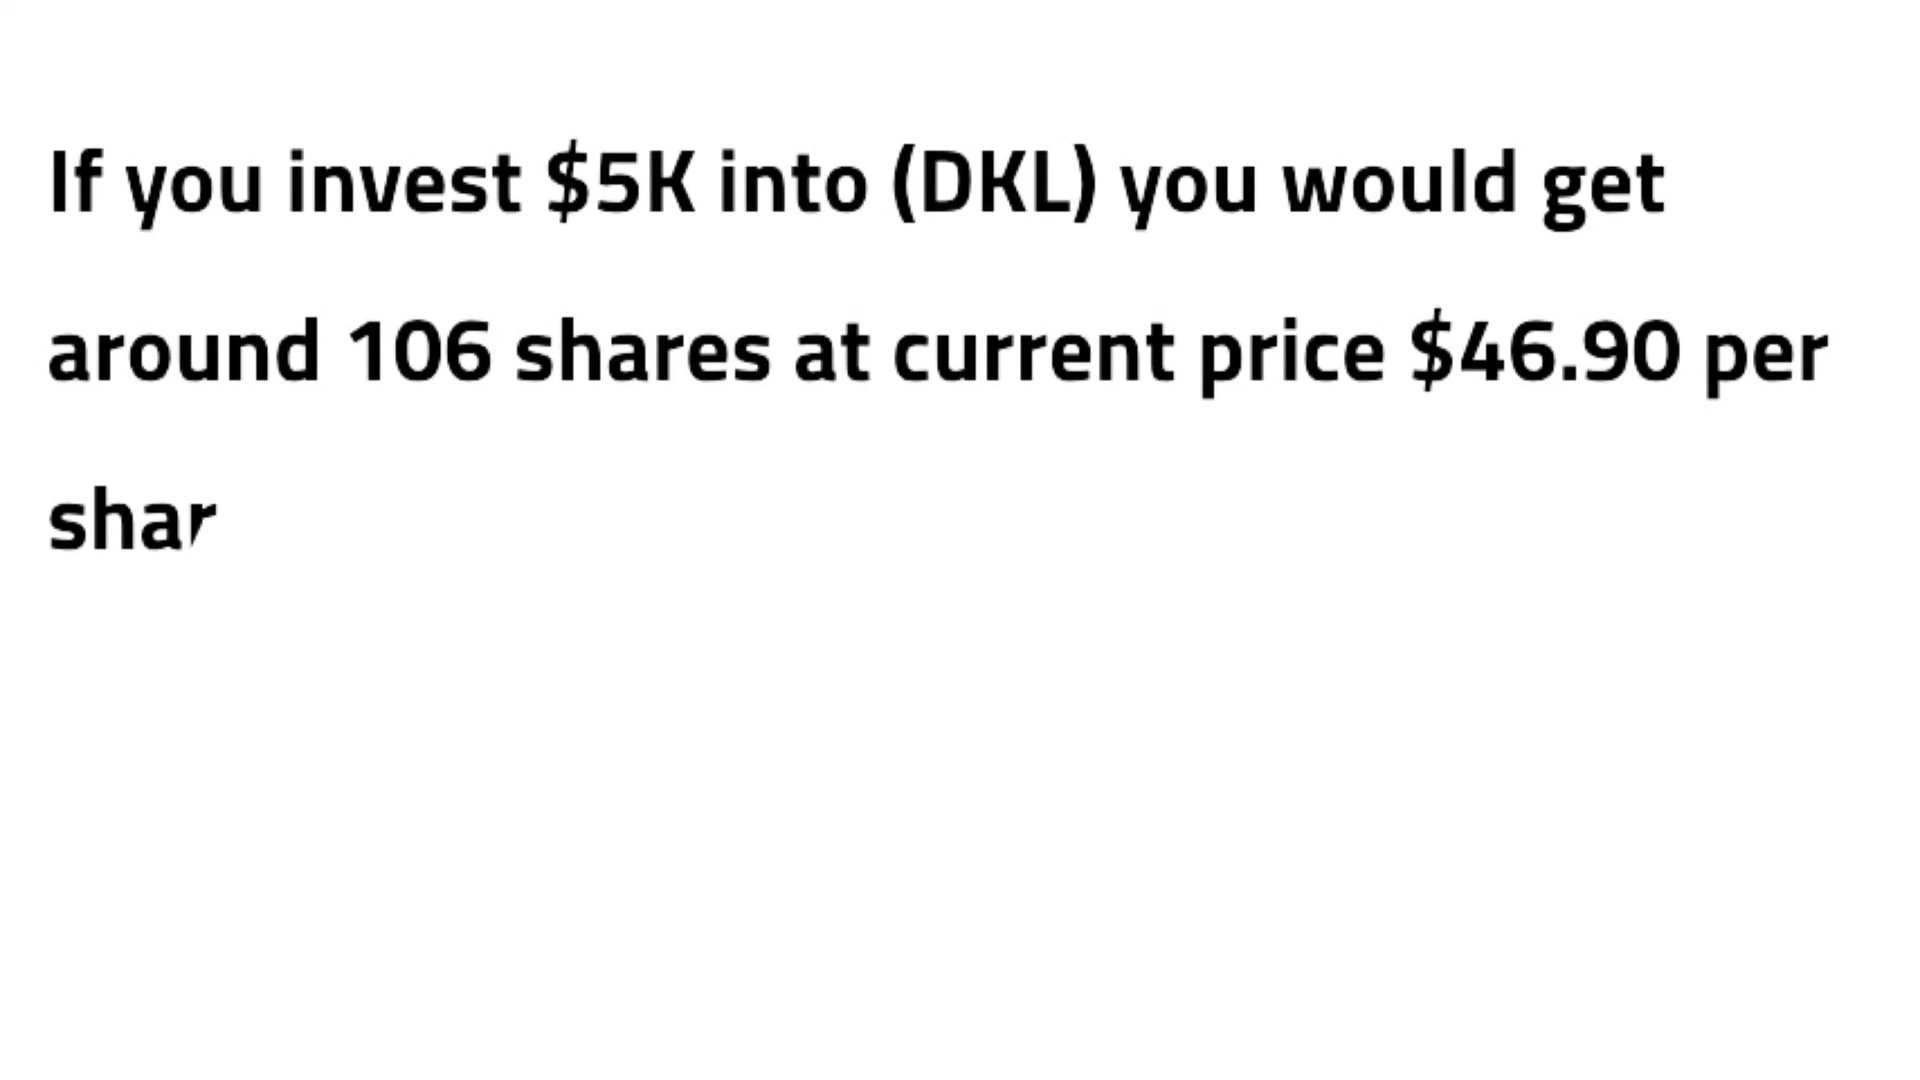 If you invest $5K into (DKL) you would get
around 106 shares at current price $46.90 per
shar